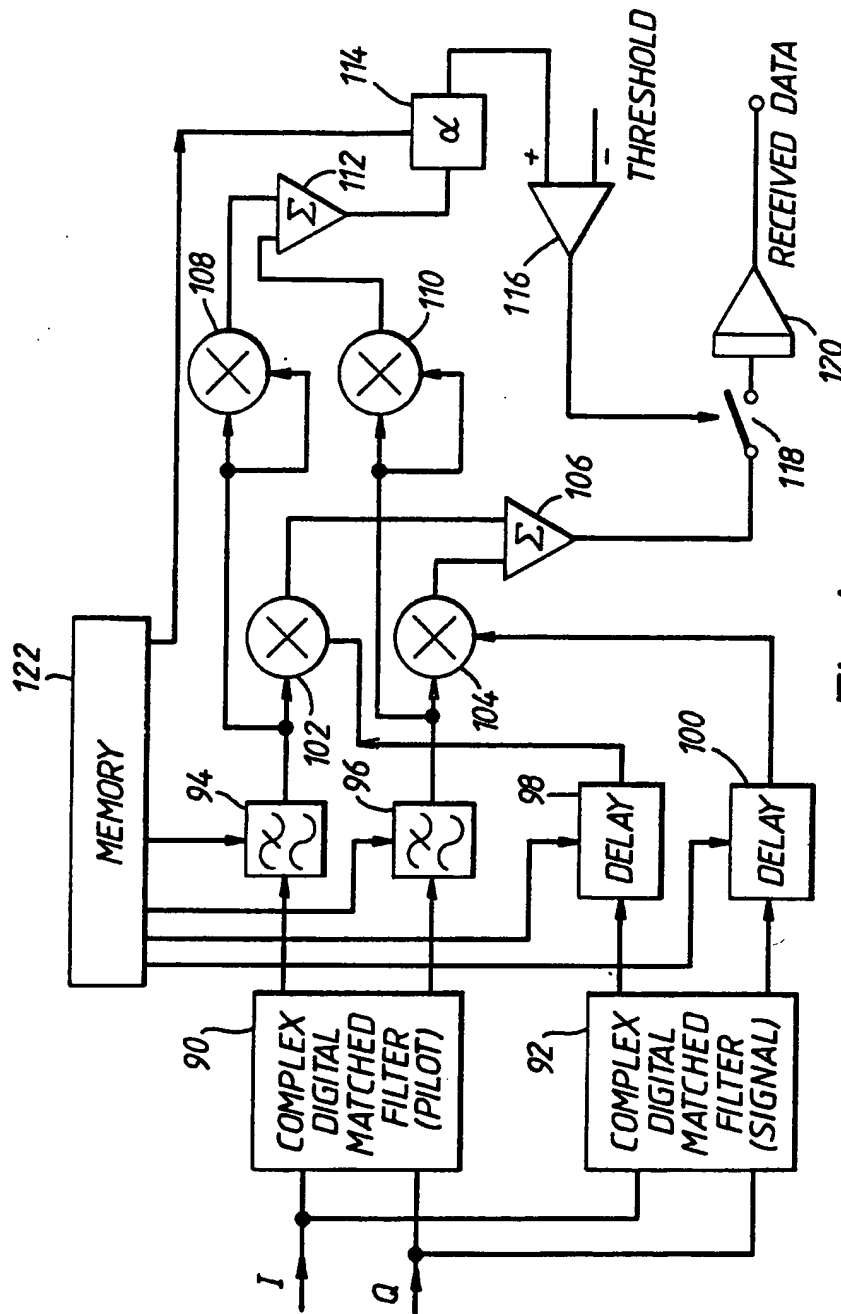 122
MEMORY
I
Q
90
COMPLEX
DIGITAL
MATCHED
FILTER
(PILOT)
92
COMPLEX
DIGITAL
MATCHED
FILTER
(SIGNAL)
94
96
98
DELAY
100
DELAY
102
104
Σ
106
108
110
Σ
112
α
114
+
-
THRESHOLD
116
118
120
RECEIVED DATA